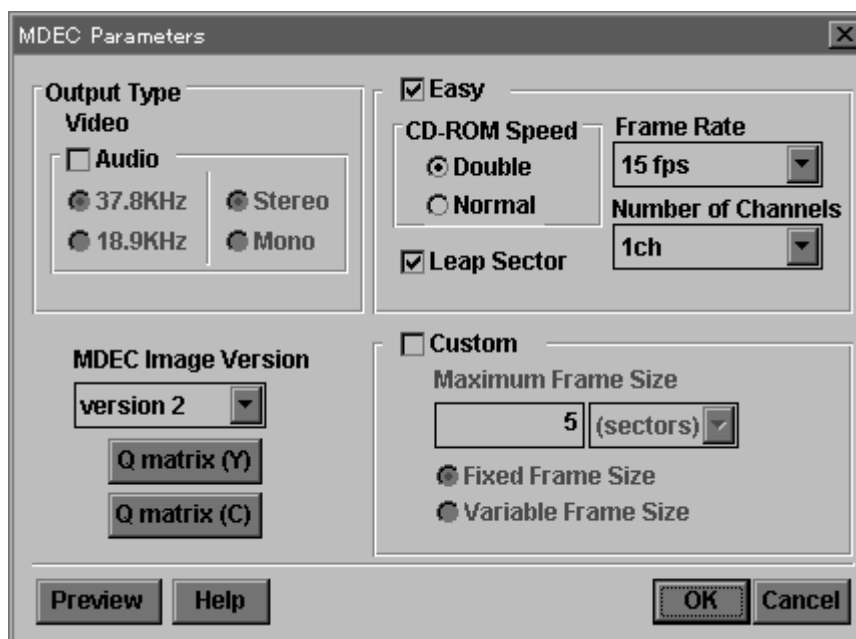 MDEC Parameters
Output Type
Video
Audio
37.8KHz
Stereo
18.9KHz
Mono
Easy
CD-ROM Speed
Double
Normal
Leap Sector
Frame Rate
15 fps
Number of Channels
1ch
MDEC Image Version
version 2
Q matrix (Y)
Q matrix (C)
Custom
Maximum Frame Size
5
(sectors)
Fixed Frame Size
Variable Frame Size
Preview
Help
OK
Cancel